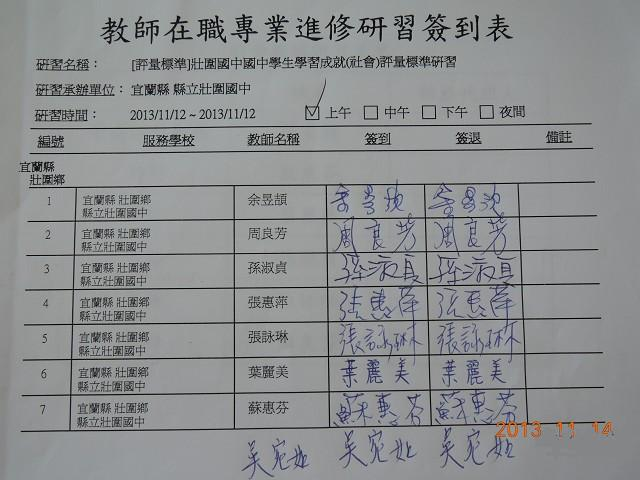 教師在職專業進修研習簽到表
研習名稱： [評量標準]壯圍國中國中學生學習成就(社會)評量標準研習
研習承辦單位： 宜蘭縣 縣立壯圍國中
研習時間： 2013/11/12 ~ 2013/11/12 ☑ 上午 ☐ 中午 ☐ 下午 ☐ 夜間
編號 服務學校 教師名稱 簽到 簽退 備註
宜蘭縣
壯圍鄉
1 宜蘭縣 壯圍鄉 余昱頡 余昱頡 余昱頡
縣立壯圍國中
2 宜蘭縣 壯圍鄉 周良芳 周良芳 周良芳
縣立壯圍國中
3 宜蘭縣 壯圍鄉 孫淑貞 孫淑貞 孫淑貞
縣立壯圍國中
4 宜蘭縣 壯圍鄉 張惠萍 張惠萍 張惠萍
縣立壯圍國中
5 宜蘭縣 壯圍鄉 張詠琳 張詠琳 張詠琳
縣立壯圍國中
6 宜蘭縣 壯圍鄉 葉麗美 葉麗美 葉麗美
縣立壯圍國中
7 宜蘭縣 壯圍鄉 蘇惠芬 蘇惠芬 蘇惠芬
縣立壯圍國中
2013 11 14
吳宛如 吳宛如 吳宛如